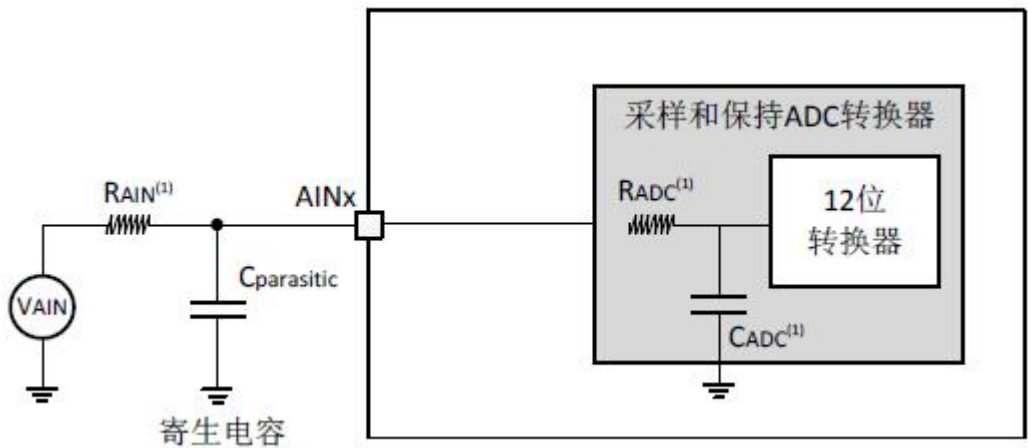 采样和保持ADC转换器
RAIN(1)
AINx
RADC(1)
12位
转换器
Cparasitic
VAIN
CADC(1)
寄生电容